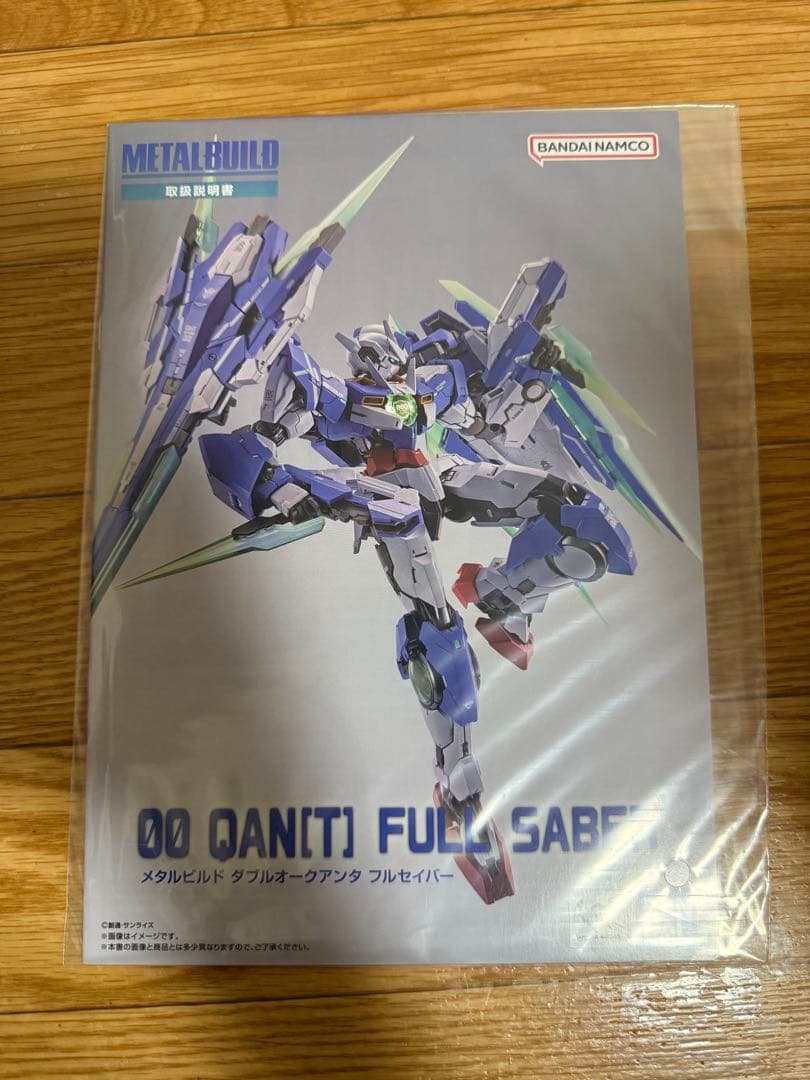 METALBUILD
取扱説明書
BANDAI NAMCO
00 QAN[T] FULL SABER
メタルビルド ダブルオークアンタ フルセイバー
©創通・サンライズ
※画像はイメージです。
※本書の画像と商品とは多少異なりますので、ご了承ください。